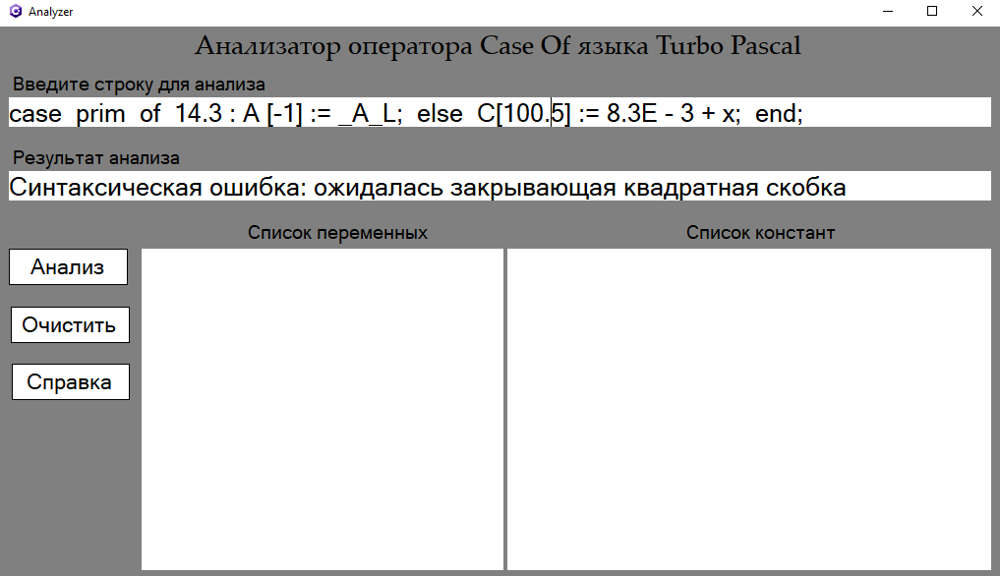 Analyzer
Анализатор оператора Case Of языка Turbo Pascal
Введите строку для анализа
case prim of 14.3 : A [-1] := _A_L; else C[100.5] := 8.3E - 3 + x; end;
Результат анализа
Синтаксическая ошибка: ожидалась закрывающая квадратная скобка
Список переменных
Список констант
Анализ
Очистить
Справка